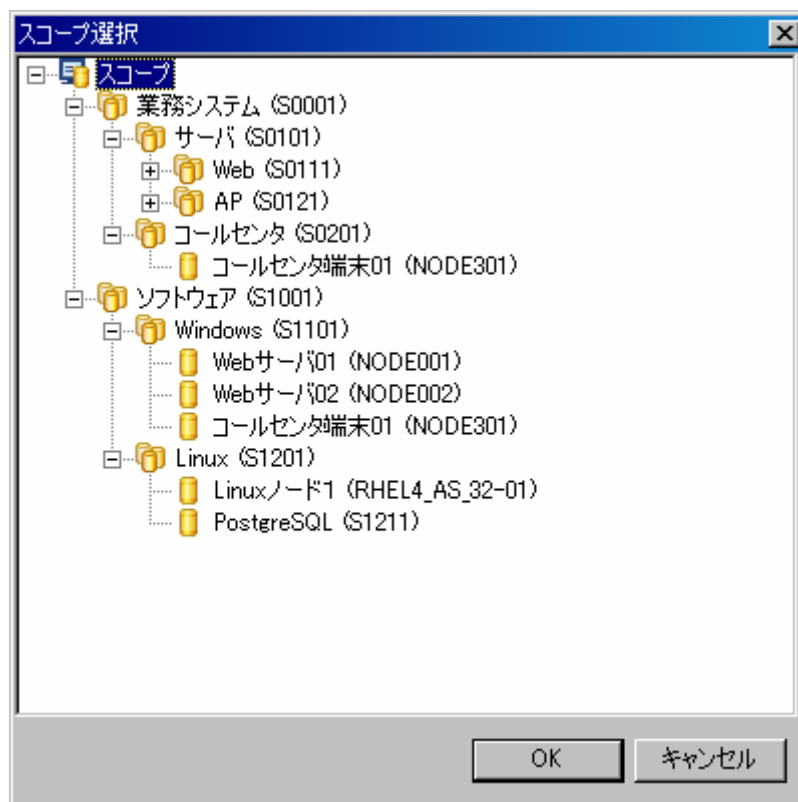 スコープ選択
スコープ
業務システム (S0001)
サーバ (S0101)
Web (S0111)
AP (S0121)
コールセンタ (S0201)
コールセンタ端末01 (NODE301)
ソフトウェア (S1001)
Windows (S1101)
Webサーバ01 (NODE001)
Webサーバ02 (NODE002)
コールセンタ端末01 (NODE301)
Linux (S1201)
Linuxノード1 (RHEL4_AS_32-01)
PostgreSQL (S1211)
OK キャンセル